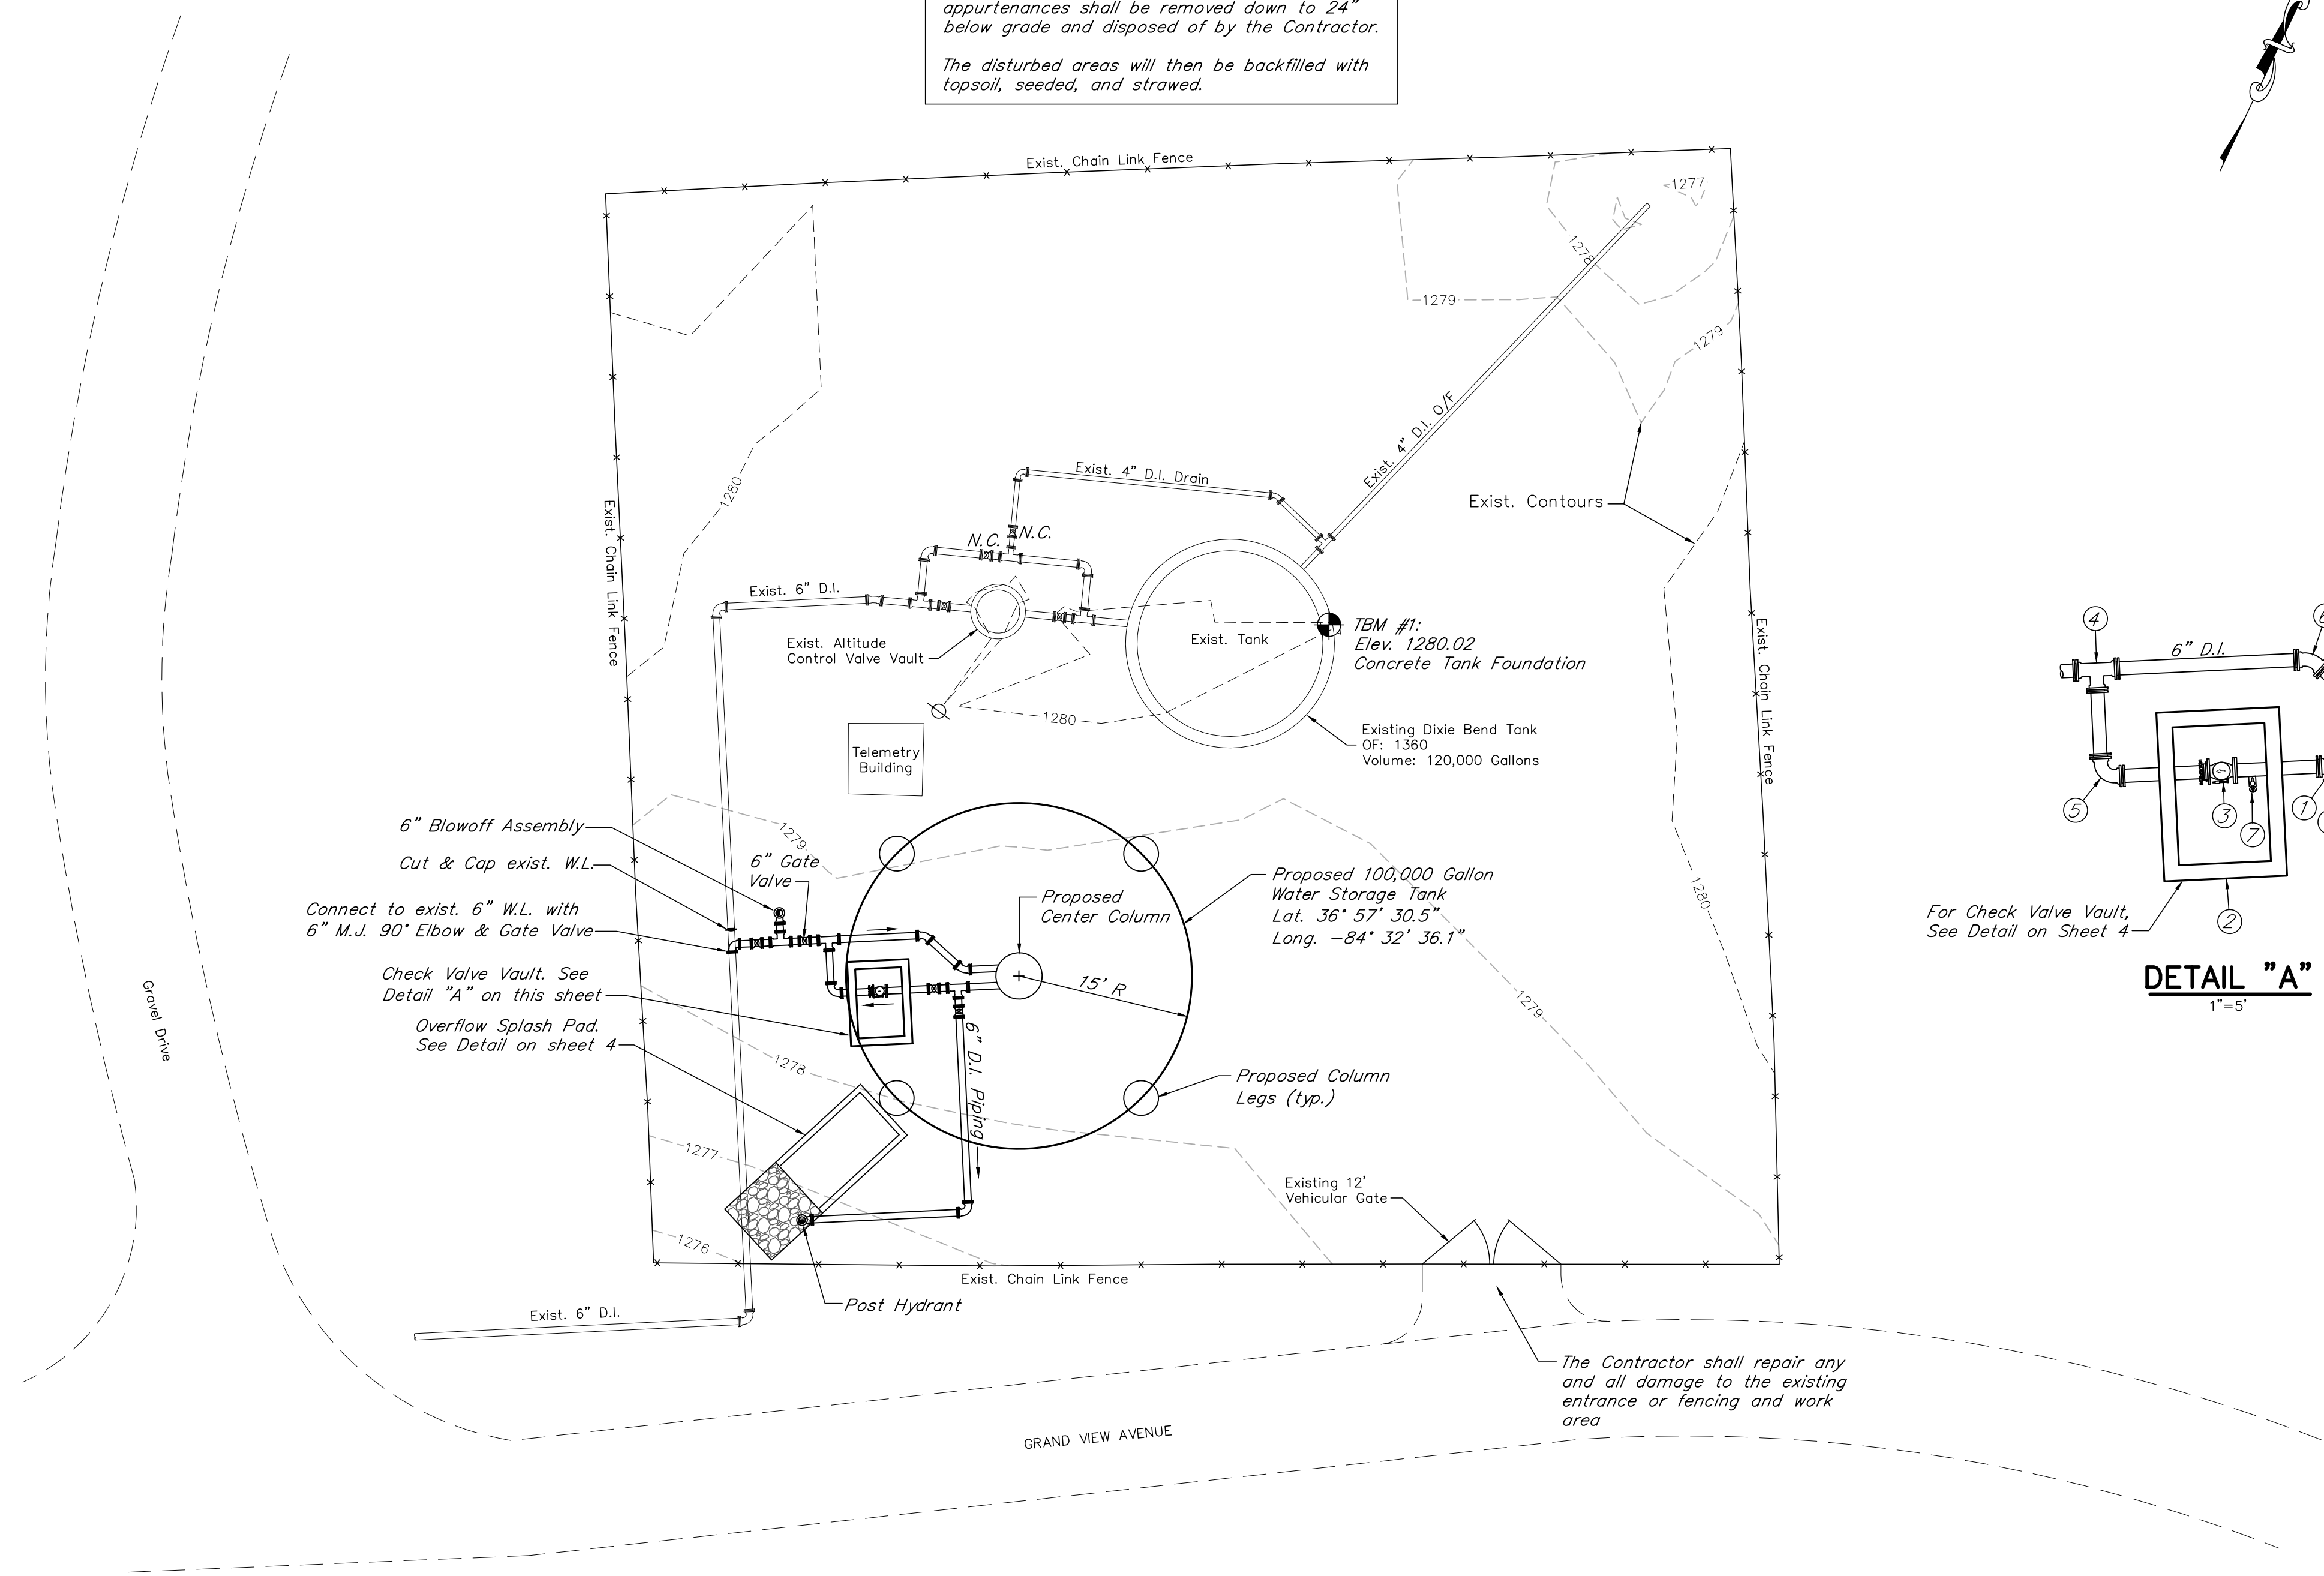 appurtenances shall be removed down to 24"
below grade and disposed of by the Contractor.
The disturbed areas will then be backfilled with
topsoil, seeded, and strawed.
Exist. Chain Link Fence
1277
1278
1279
1279
Exist. 4" D.I. O/F
Exist. 4" D.I. Drain
Exist. Contours
1280
Exist. Chain Link Fence
N.C.
N.C.
Exist. 6" D.I.
Exist. Altitude
Control Valve Vault
Exist. Tank
TBM #1:
Elev. 1280.02
Concrete Tank Foundation
Exist. Chain Link Fence
1280
Telemetry
Building
Existing Dixie Bend Tank
OF: 1360
Volume: 120,000 Gallons
6" Blowoff Assembly
Cut & Cap exist. W.L.
Connect to exist. 6" W.L. with
6" M.J. 90° Elbow & Gate Valve
Check Valve Vault. See
Detail "A" on this sheet
Overflow Splash Pad.
See Detail on sheet 4
1279
6" Gate
Valve
Proposed
Center Column
Proposed 100,000 Gallon
Water Storage Tank
Lat. 36° 57' 30.5"
Long. -84° 32' 36.1"
1280
15' R
1279
6" D.I. Piping
1278
Proposed Column
Legs (typ.)
1277
1276
Existing 12'
Vehicular Gate
Exist. Chain Link Fence
Post Hydrant
Exist. 6" D.I.
Gravel Drive
The Contractor shall repair any
and all damage to the existing
entrance or fencing and work
area
GRAND VIEW AVENUE
4
6" D.I.
5
3
7
1
2
For Check Valve Vault,
See Detail on Sheet 4
DETAIL "A"
1"=5'